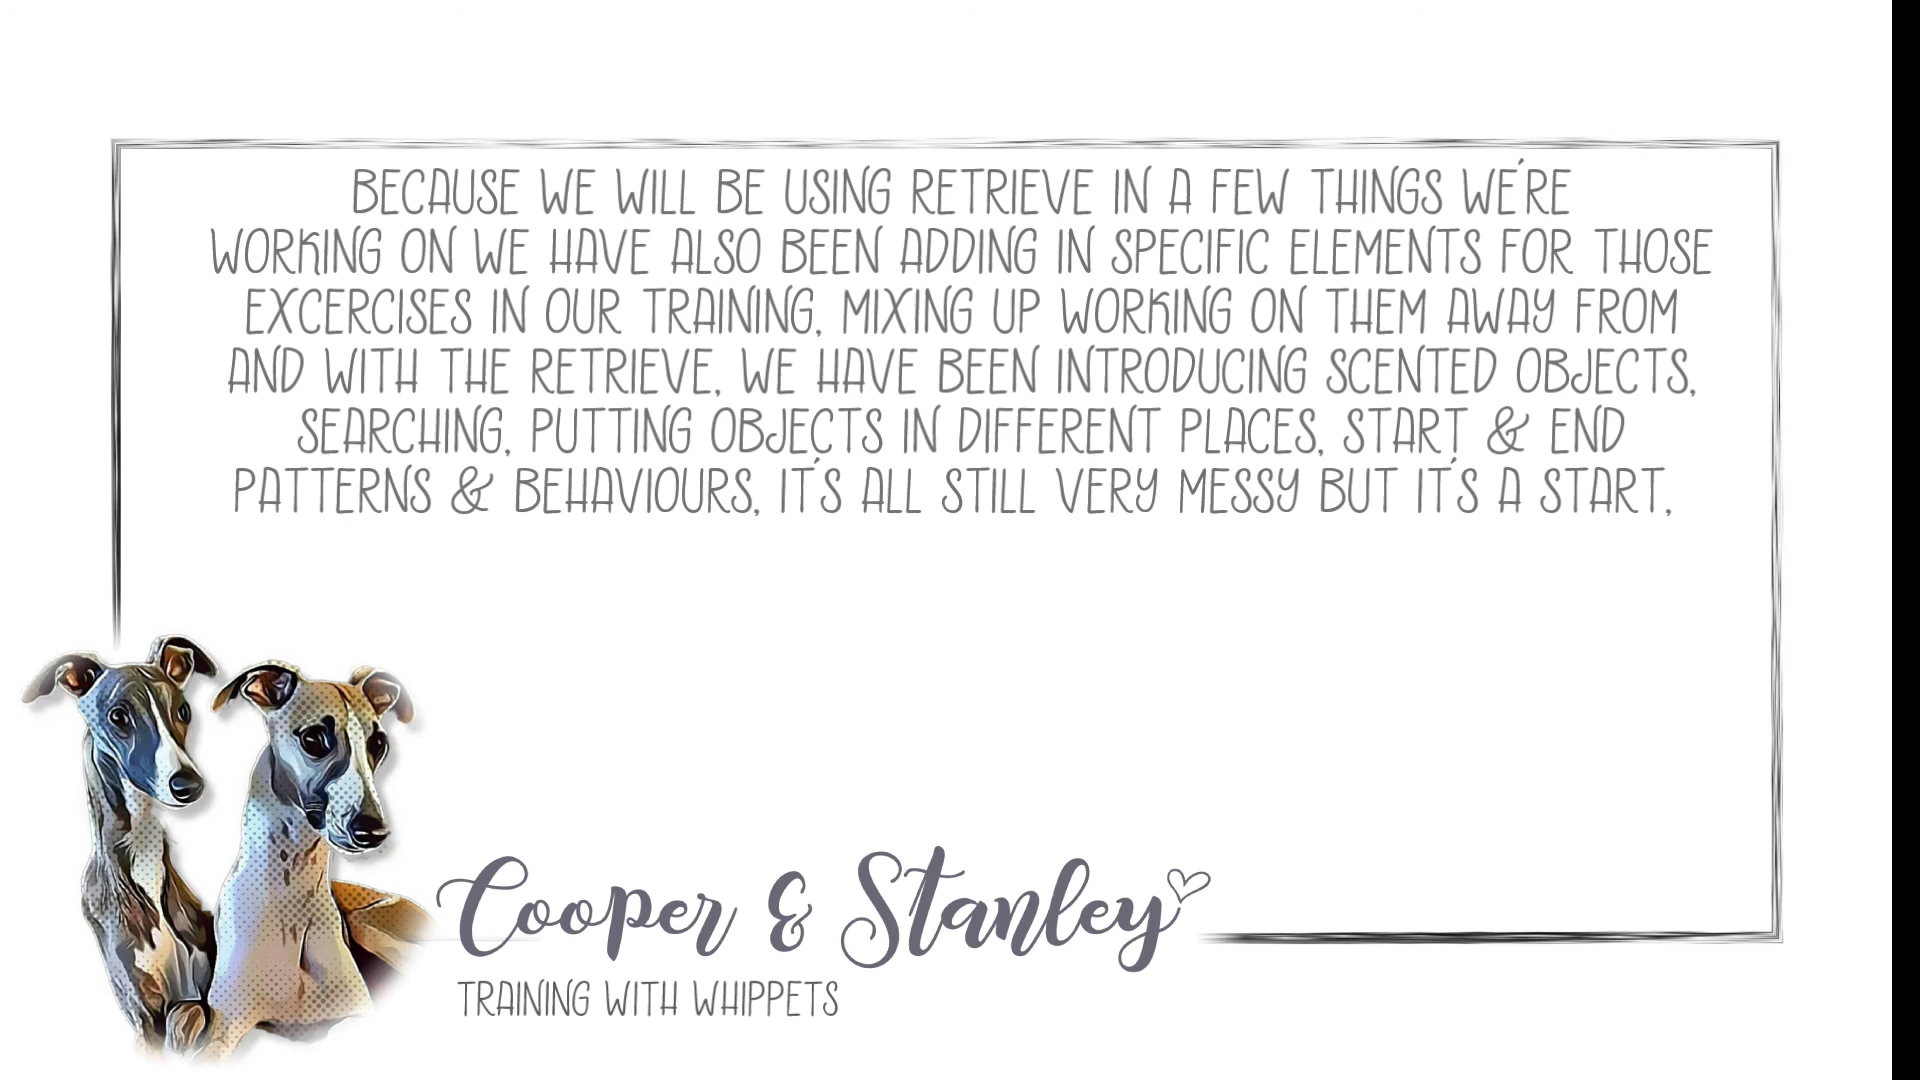 BECAUSE WE WILL BE USING RETRIEVE IN A FEW THINGS WE'RE
WORKING ON WE HAVE ALSO BEEN ADDING IN SPECIFIC ELEMENTS FOR THOSE
EXCERCISES IN OUR TRAINING, MIXING UP WORKING ON THEM AWAY FROM
AND WITH THE RETRIEVE, WE HAVE BEEN INTRODUCING SCENTED OBJECTS,
SEARCHING, PUTTING OBJECTS IN DIFFERENT PLACES, START & END
PATTERNS & BEHAVIOURS, IT'S ALL STILL VERY MESSY BUT IT'S A START,
Cooper & Stanley
TRAINING WITH WHIPPETS